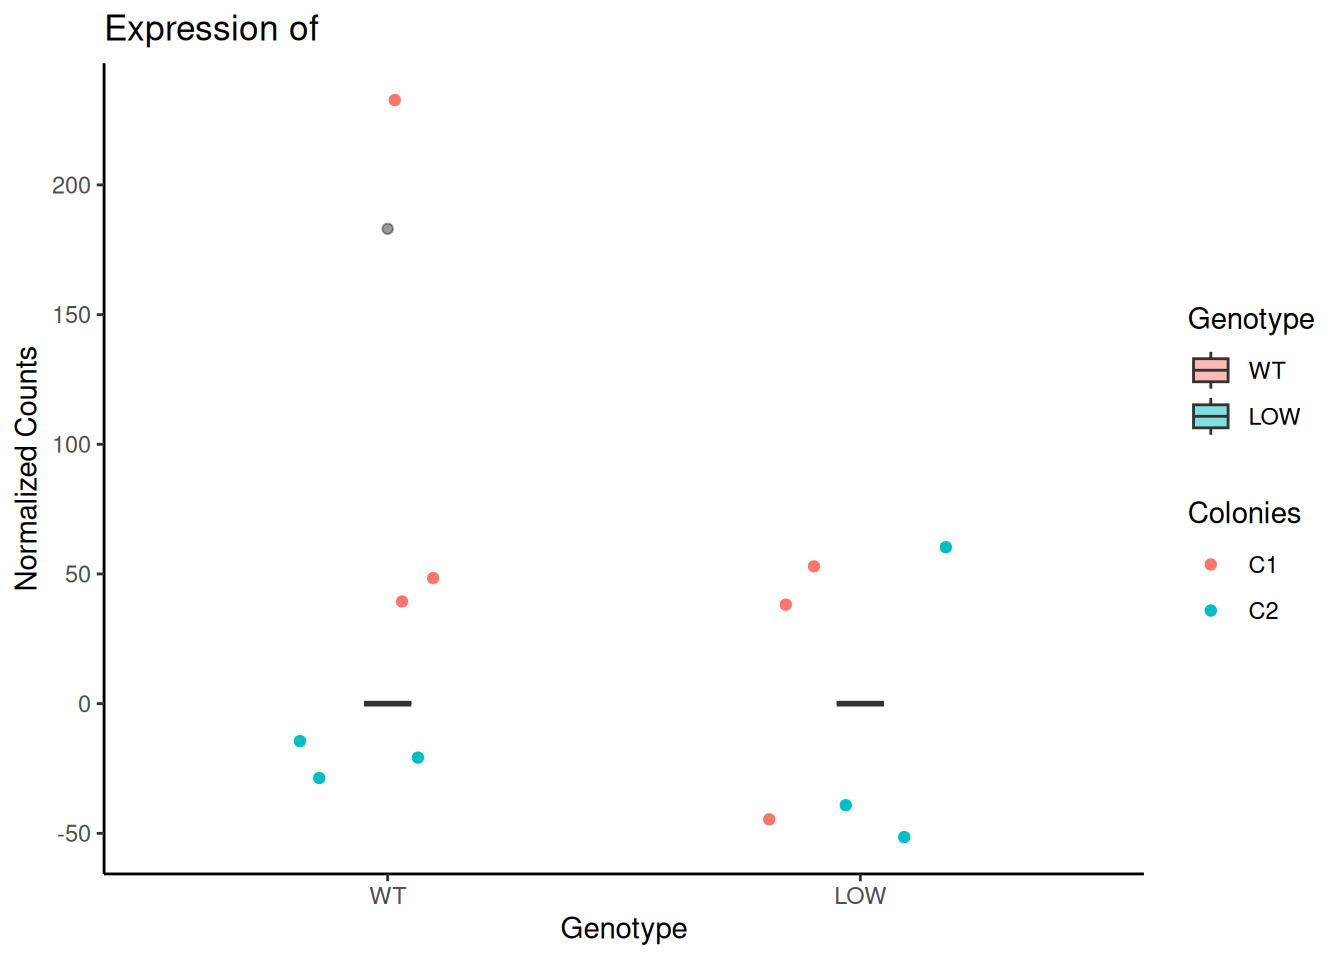 Expression of
Normalized Counts
200
150
100
50
0
-50
WT
LOW
Genotype
Genotype
WT
LOW
Colonies
C1
C2